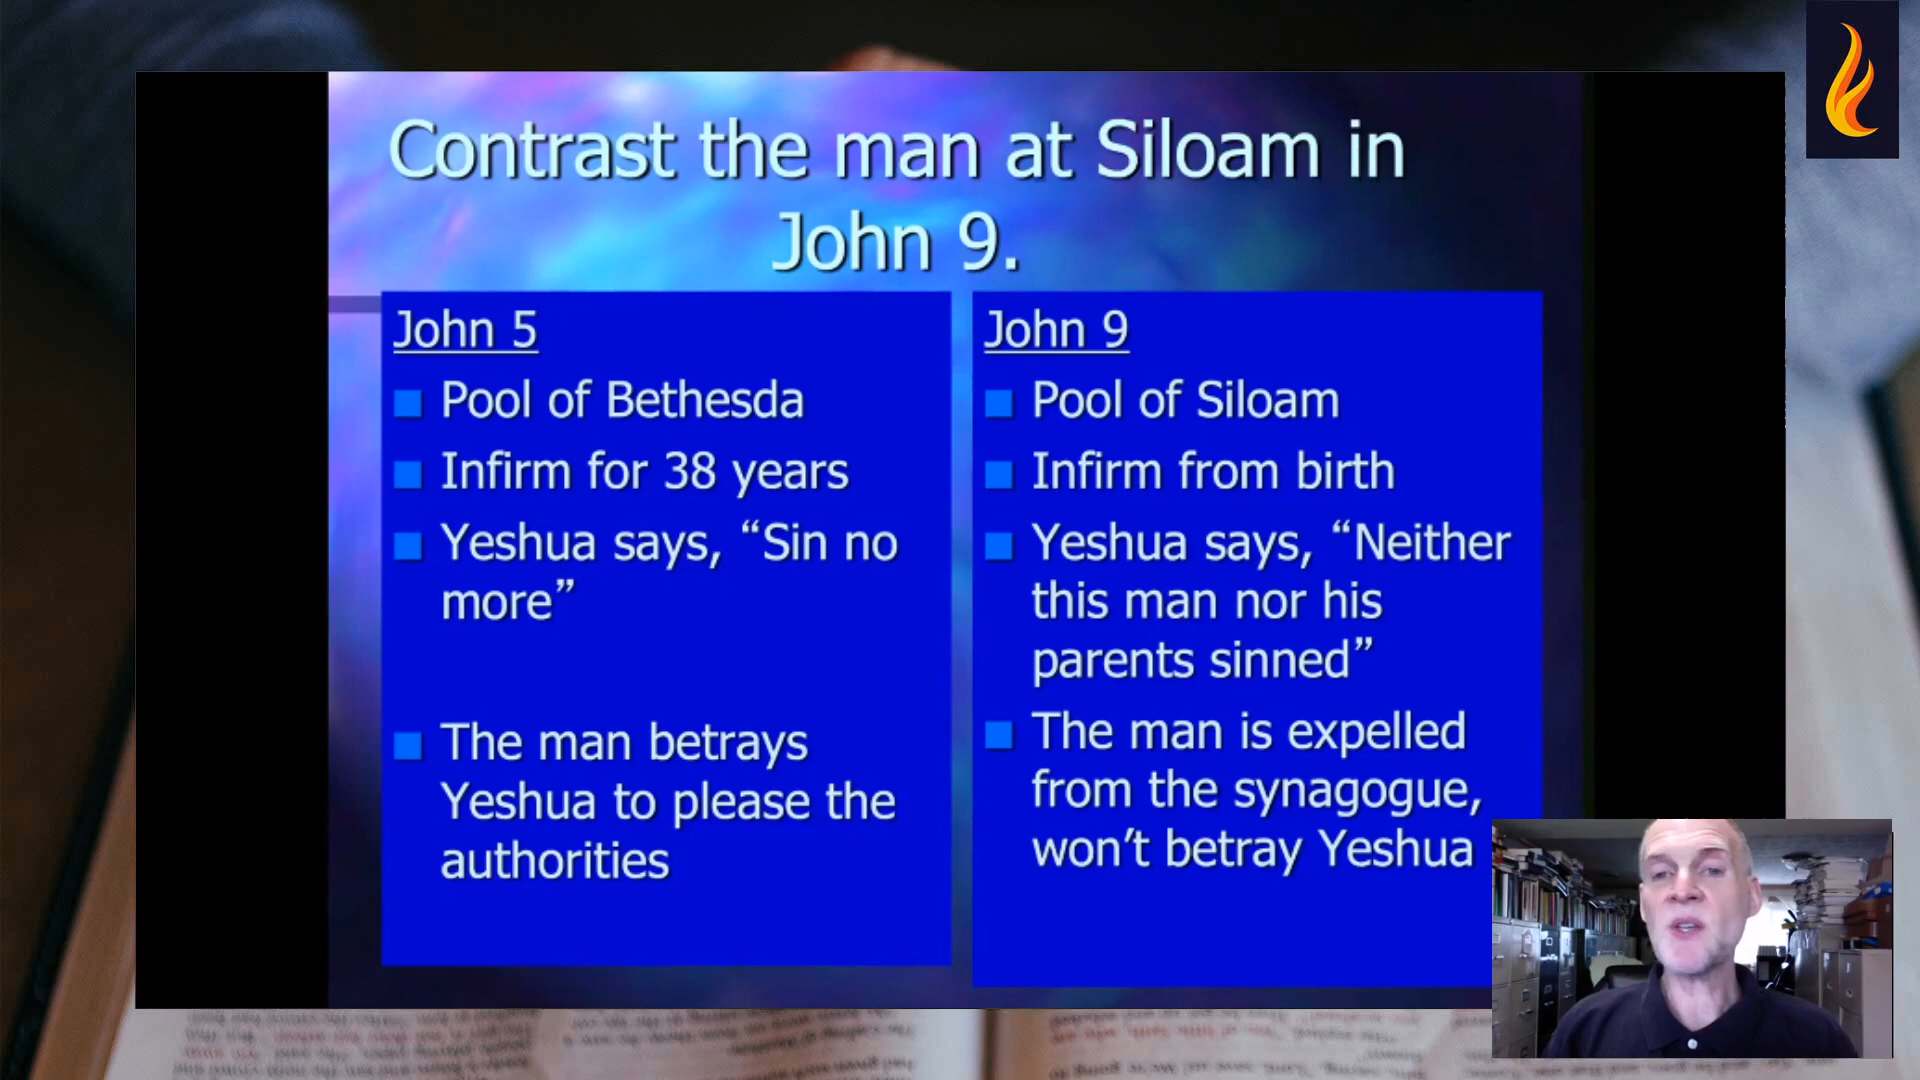 Contrast the man at Siloam in
John 9.
John 5
Pool of Bethesda
Infirm for 38 years
Yeshua says, “Sin no
more”
The man betrays
Yeshua to please the
authorities
John 9
Pool of Siloam
Infirm from birth
Yeshua says, “Neither
this man nor his
parents sinned”
The man is expelled
from the synagogue,
won’t betray Yeshua